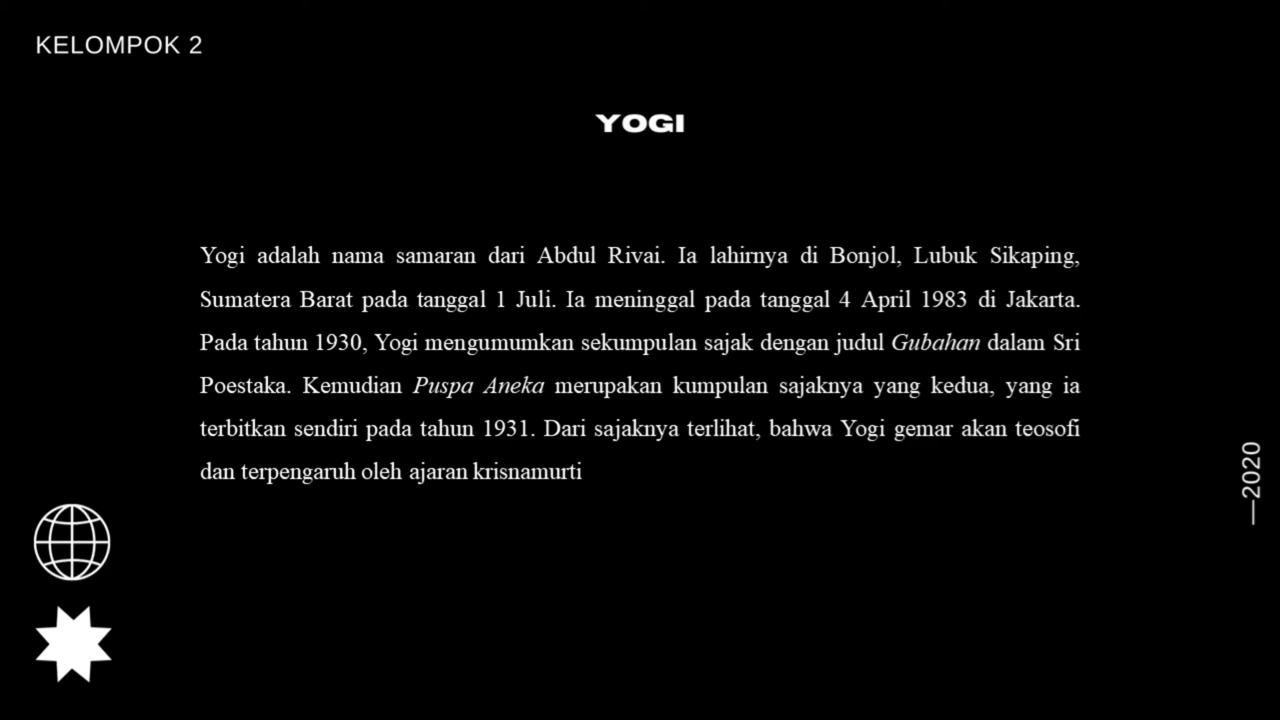 KELOMPOK 2
YOGI
Yogi adalah nama samaran dari Abdul Rivai. Ia lahirnya di Bonjol, Lubuk Sikaping,
Sumatera Barat pada tanggal 1 Juli. Ia meninggal pada tanggal 4 April 1983 di Jakarta.
Pada tahun 1930, Yogi mengumumkan sekumpulan sajak dengan judul Gubahan dalam Sri
Poestaka. Kemudian Puspa Aneka merupakan kumpulan sajaknya yang kedua, yang ia
terbitkan sendiri pada tahun 1931. Dari sajaknya terlihat, bahwa Yogi gemar akan teosofi
dan terpengaruh oleh ajaran krisnamurti
—2020